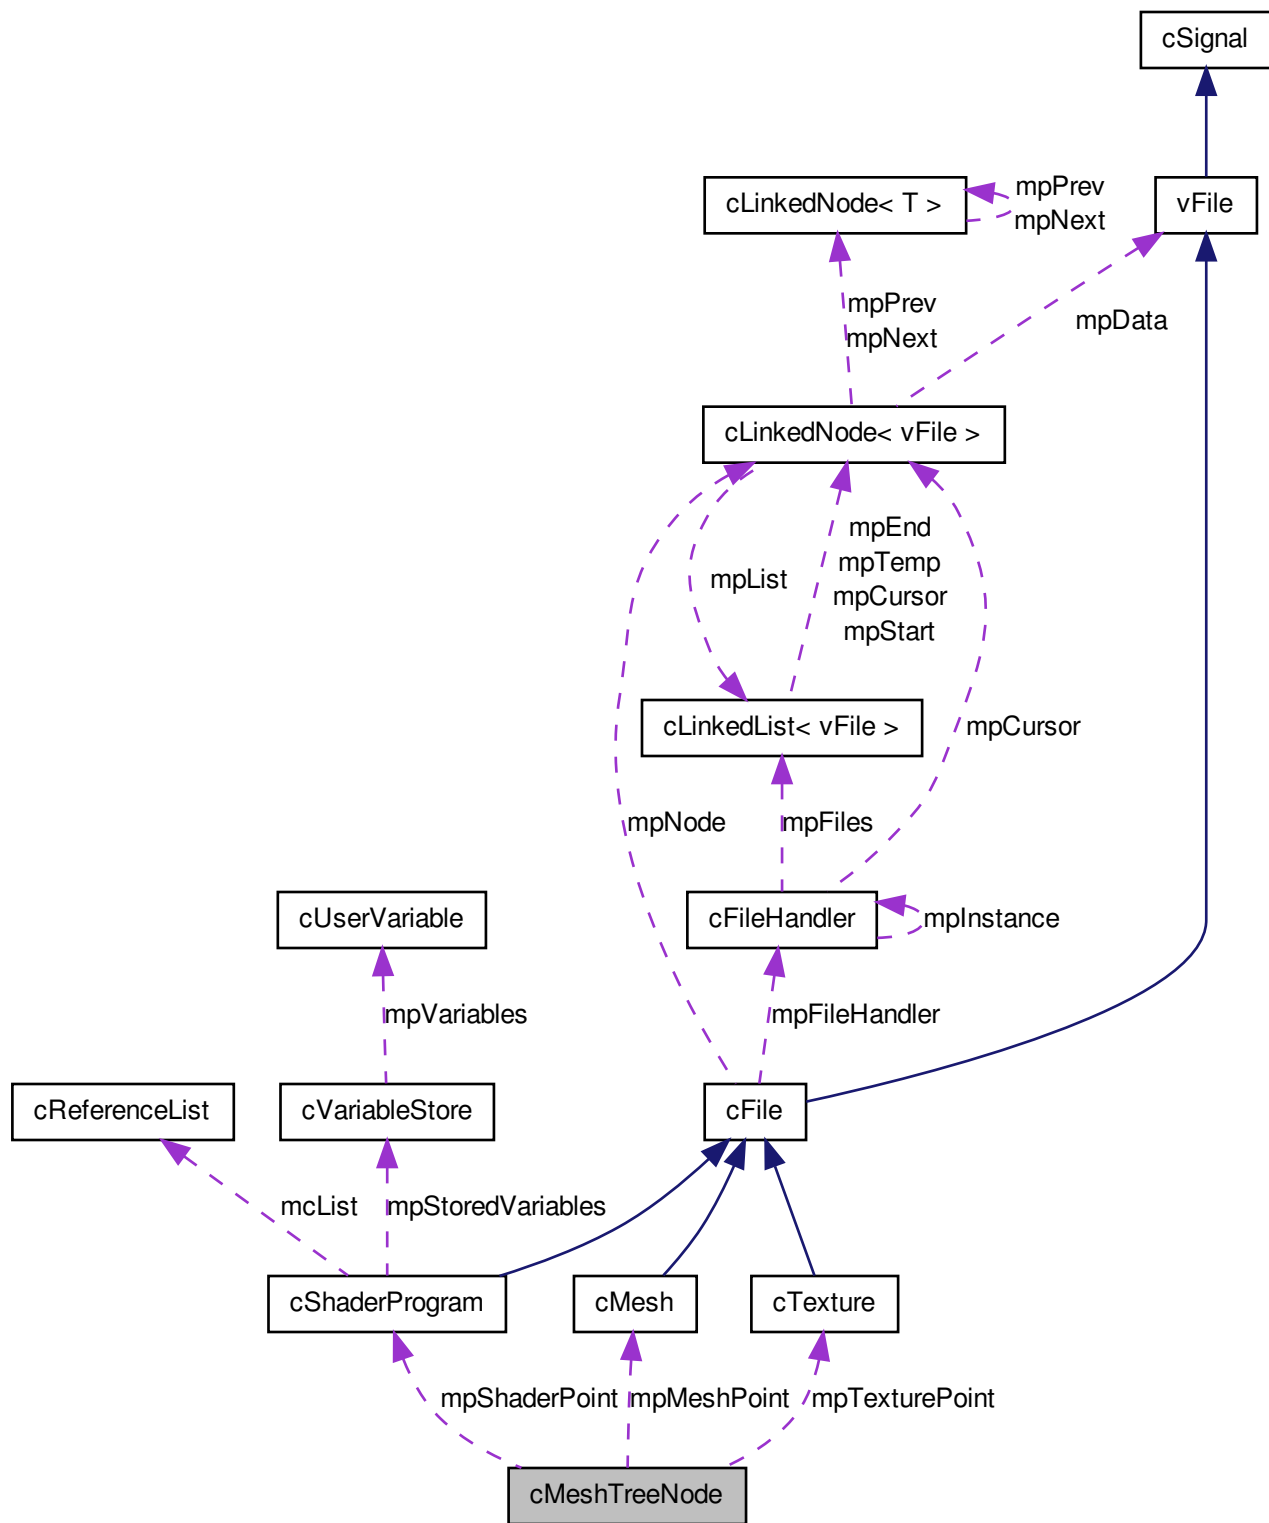 cSignal
cLinkedNode< T >
mpPrev
mpNext
vFile
mpPrev
mpNext
mpData
cLinkedNode< vFile >
mpList
mpEnd
mpTemp
mpCursor
mpStart
cLinkedList< vFile >
mpCursor
mpNode
mpFiles
cUserVariable
cFileHandler
mpInstance
mpVariables
mpFileHandler
cReferenceList
cVariableStore
cFile
mcList
mpStoredVariables
cShaderProgram
cMesh
cTexture
mpShaderPoint
mpMeshPoint
mpTexturePoint
cMeshTreeNode